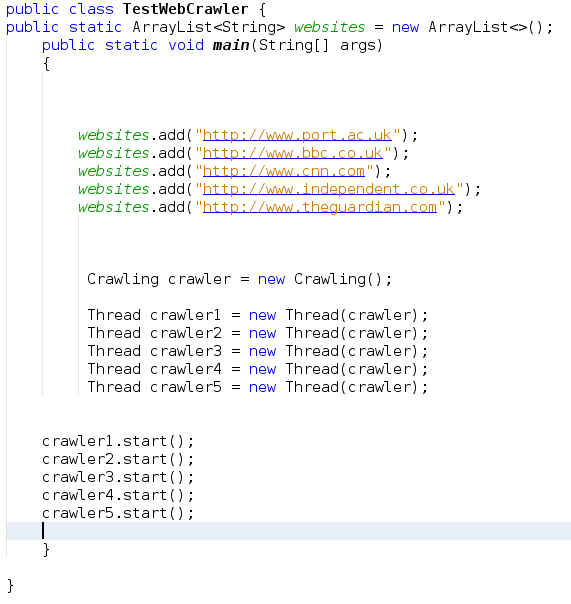 public class TestWebCrawler {
public static ArrayList<String> websites = new ArrayList<>();
public static void main(String[] args)
{
websites.add("http://www.port.ac.uk");
websites.add("http://www.bbc.co.uk");
websites.add("http://www.cnn.com");
websites.add("http://www.independent.co.uk");
websites.add("http://www.theguardian.com");
Crawling crawler = new Crawling();
Thread crawler1 = new Thread(crawler);
Thread crawler2 = new Thread(crawler);
Thread crawler3 = new Thread(crawler);
Thread crawler4 = new Thread(crawler);
Thread crawler5 = new Thread(crawler);
crawler1.start();
crawler2.start();
crawler3.start();
crawler4.start();
crawler5.start();
}
}